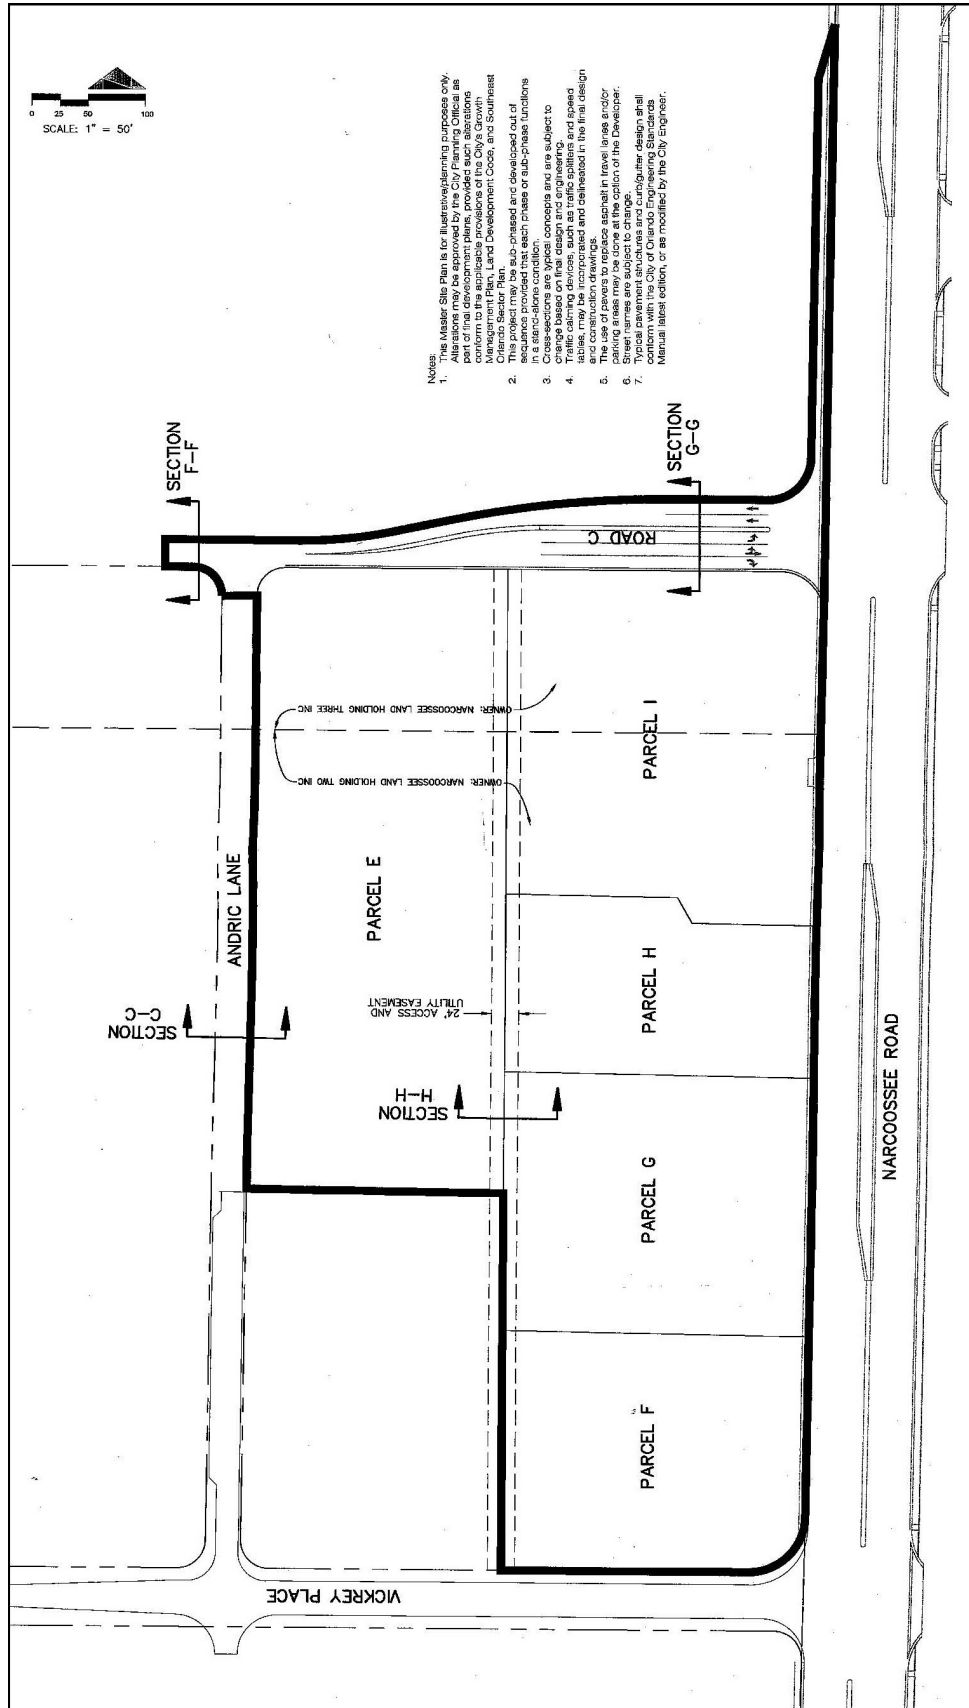 0 25 50 100
SCALE: 1" = 50'
Notes:
1. This Master Site Plan is for illustrative/planning purposes only.
Alterations may be approved by the City Planning Official as
part of final development plans, provided such alterations
conform to the applicable provisions of the City's Growth
Management Plan, Land Development Code, and Southeast
Orlando Sector Plan.
2. This project may be sub-phased and developed out of
sequence provided that each phase or sub-phase functions
in a stand-alone condition.
3. Cross-sections are typical concepts and are subject to
change based on final design and engineering.
4. Traffic calming devices, such as traffic splitters and speed
tables, may be incorporated and delineated in the final design
and construction drawings.
5. The use of pavers to replace asphalt in travel lanes and/or
parking areas may be done at the option of the Developer.
6. Street names are subject to change.
7. Typical pavement structures and curb/gutter design shall
conform with the City of Orlando Engineering Standards
Manual latest edition, or as modified by the City Engineer.
SECTION
F-F
SECTION
G-G
ROAD C
OWNER: NARCOOSSEE LAND HOLDING THREE INC
OWNER: NARCOOSSEE LAND HOLDING TWO INC
PARCEL I
ANDRIC LANE
PARCEL E
PARCEL H
SECTION
C-C
24' ACCESS AND
UTILITY EASEMENT
SECTION
H-H
PARCEL G
NARCOOSSEE ROAD
PARCEL F
VICKREY PLACE